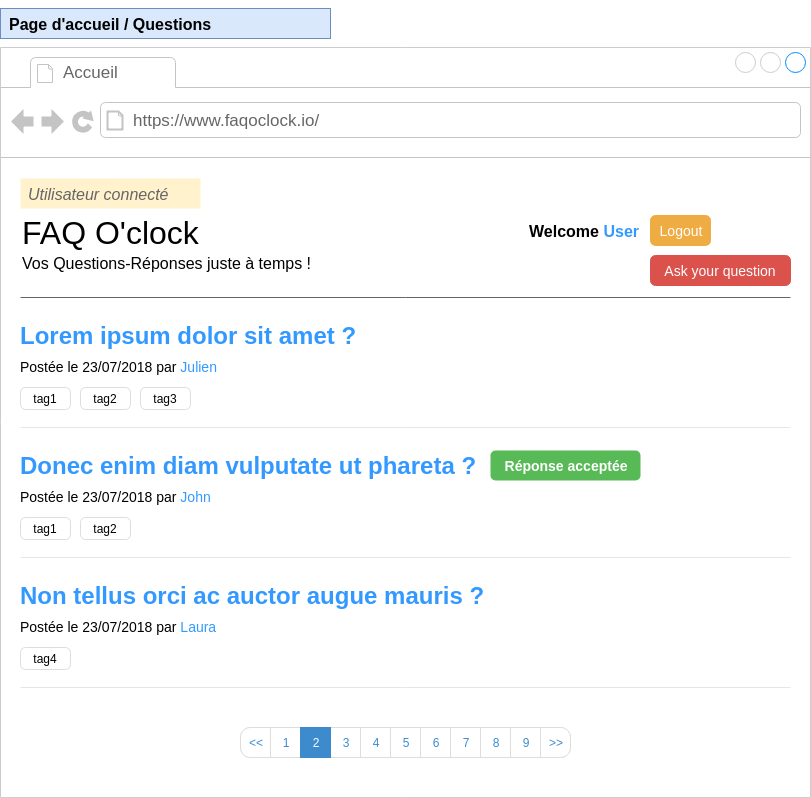 Page d'accueil / Questions
Accueil
https://www.faqoclock.io/
Utilisateur connecté
FAQ O'clock
Welcome User Logout
Vos Questions-Réponses juste à temps !
Ask your question
Lorem ipsum dolor sit amet ?
Postée le 23/07/2018 par Julien
tag1 tag2 tag3
Donec enim diam vulputate ut phareta ? Réponse acceptée
Postée le 23/07/2018 par John
tag1 tag2
Non tellus orci ac auctor augue mauris ?
Postée le 23/07/2018 par Laura
tag4
<< 1 2 3 4 5 6 7 8 9 >>